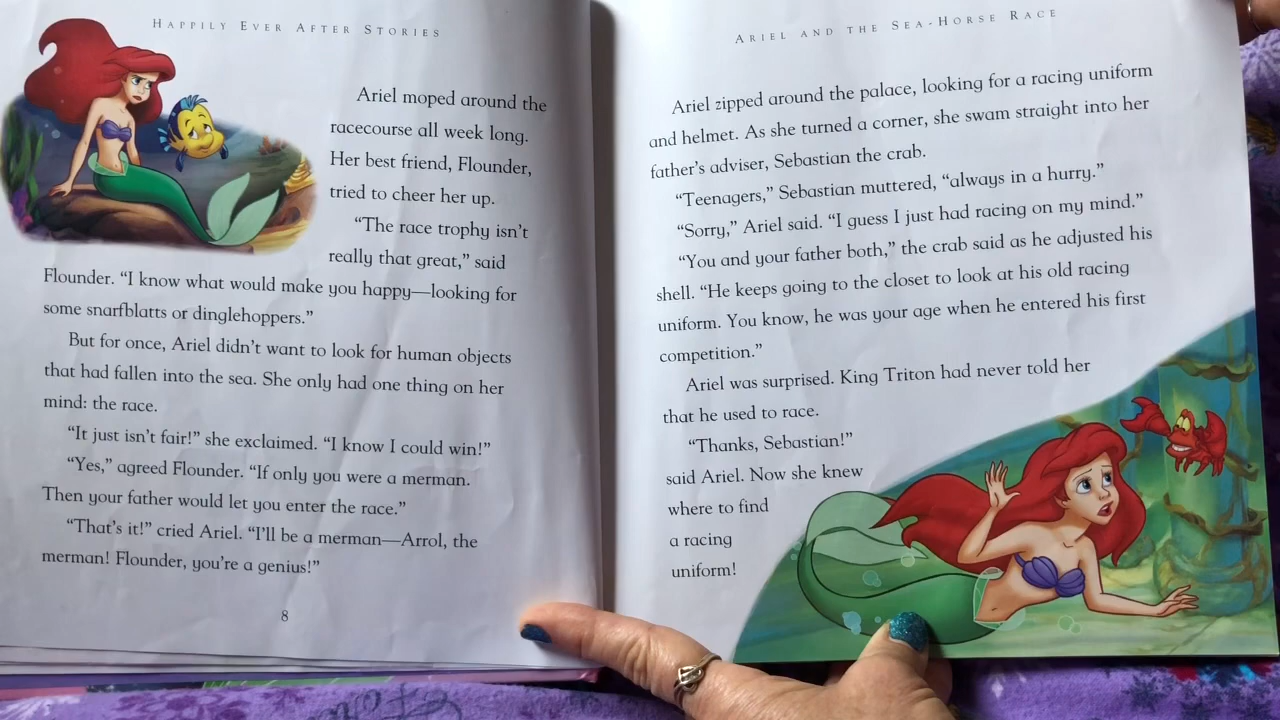 HAPPILY EVER AFTER STORIES
Ariel moped around the
racecourse all week long.
Her best friend, Flounder,
tried to cheer her up.
“The race trophy isn’t
really that great,” said
Flounder. “I know what would make you happy—looking for
some snarfblatts or dinglehoppers.”
But for once, Ariel didn’t want to look for human objects
that had fallen into the sea. She only had one thing on her
mind: the race.
“It just isn’t fair!” she exclaimed. “I know I could win!”
“Yes,” agreed Flounder. “If only you were a merman.
Then your father would let you enter the race.”
“That’s it!” cried Ariel. “I’ll be a merman—Arrol, the
merman! Flounder, you’re a genius!”
8
ARIEL AND THE SEA-HORSE RACE
Ariel zipped around the palace, looking for a racing uniform
and helmet. As she turned a corner, she swam straight into her
father’s adviser, Sebastian the crab.
“Teenagers,” Sebastian muttered, “always in a hurry.”
“Sorry,” Ariel said. “I guess I just had racing on my mind.”
“You and your father both,” the crab said as he adjusted his
shell. “He keeps going to the closet to look at his old racing
uniform. You know, he was your age when he entered his first
competition.”
Ariel was surprised. King Triton had never told her
that he used to race.
“Thanks, Sebastian!”
said Ariel. Now she knew
where to find
a racing
uniform!